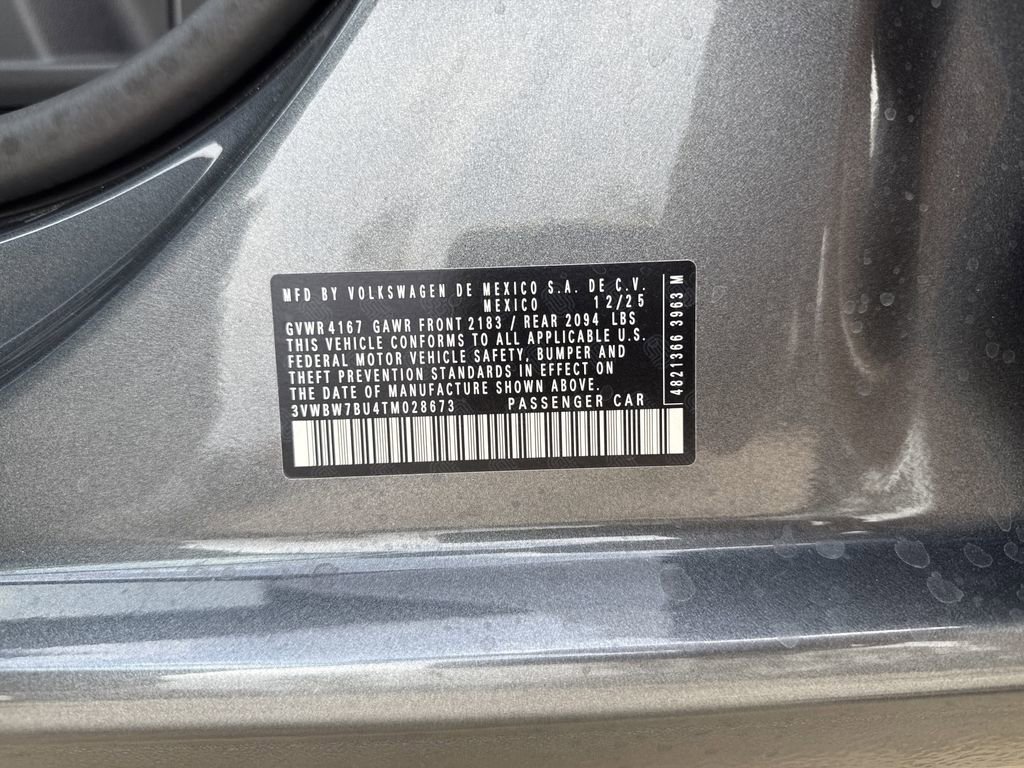 MFD BY VOLKSWAGEN DE MEXICO S.A. DE C.V.
MEXICO 12/25
GVWR 4167 GAWR FRONT 2183 / REAR 2094 LBS
THIS VEHICLE CONFORMS TO ALL APPLICABLE U.S.
FEDERAL MOTOR VEHICLE SAFETY, BUMPER AND
THEFT PREVENTION STANDARDS IN EFFECT ON
THE DATE OF MANUFACTURE SHOWN ABOVE.
3VWBW7BU4TM028673 PASSENGER CAR
4821366 3963 M